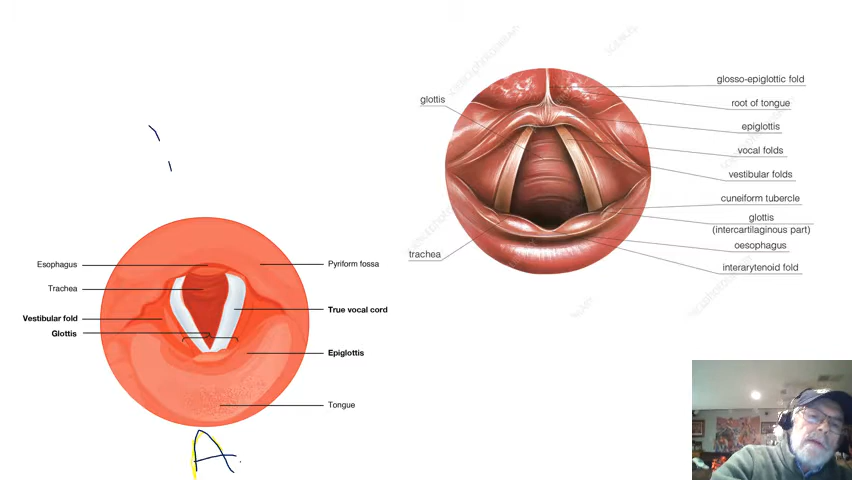 glosso-epiglottic fold
glottis
root of tongue
epiglottis
vocal folds
vestibular folds
cuneiform tubercle
glottis
(intercartilaginous part)
oesophagus
trachea
interarytenoid fold
Esophagus
Pyriform fossa
Trachea
True vocal cord
Vestibular fold
Glottis
Epiglottis
Tongue
A